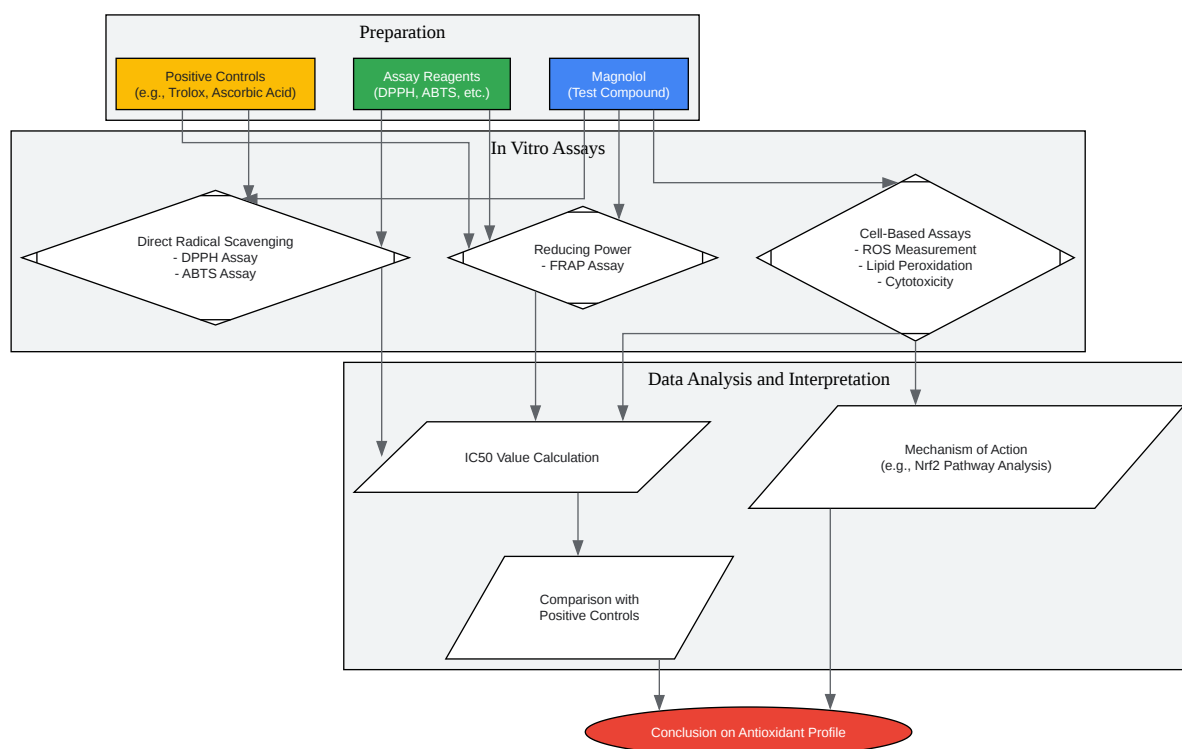 Preparation
Positive Controls
(e.g., Trolox, Ascorbic Acid)
Assay Reagents
(DPPH, ABTS, etc.)
Magnolol
(Test Compound)
In Vitro Assays
Direct Radical Scavenging
- DPPH Assay
- ABTS Assay
Reducing Power
- FRAP Assay
Cell-Based Assays
- ROS Measurement
- Lipid Peroxidation
- Cytotoxicity
Data Analysis and Interpretation
IC50 Value Calculation
Mechanism of Action
(e.g., Nrf2 Pathway Analysis)
Comparison with
Positive Controls
Conclusion on Antioxidant Profile